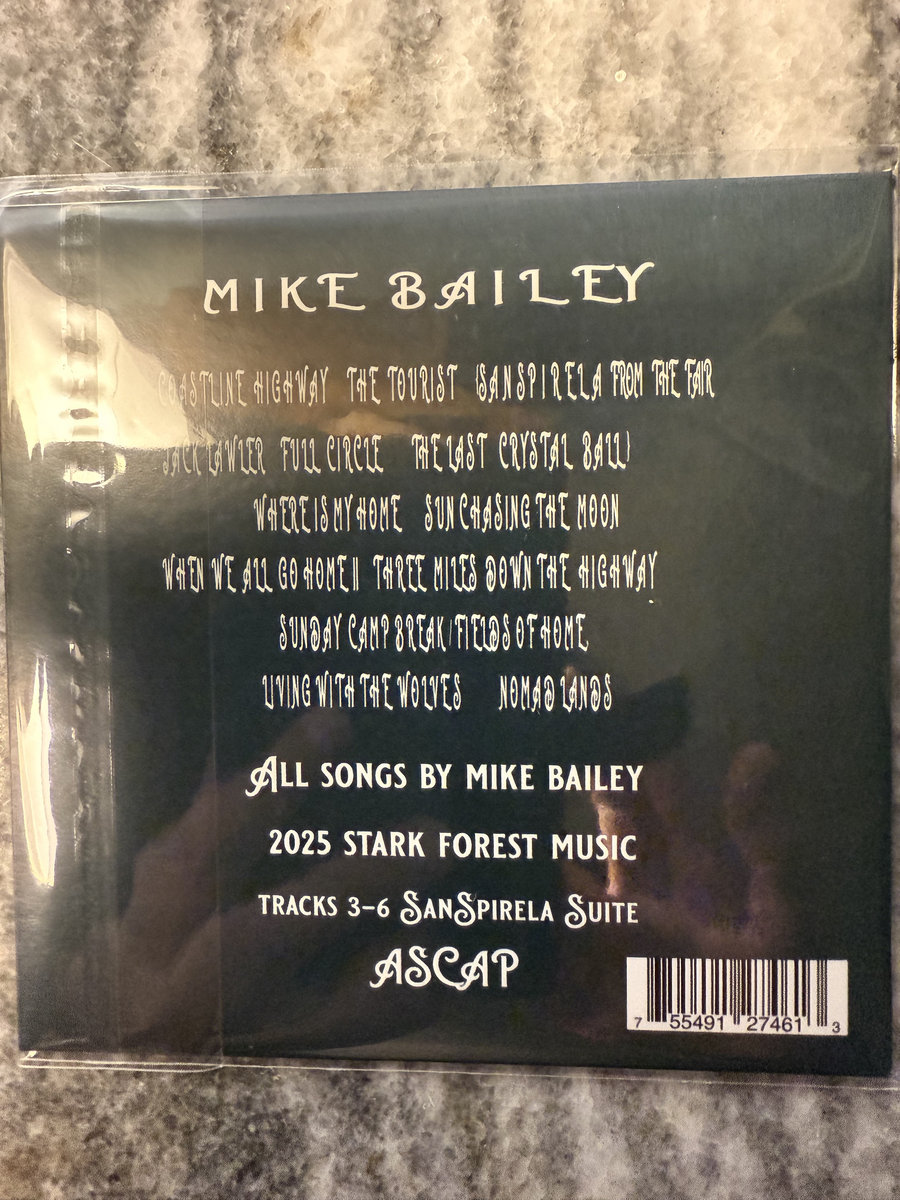 MIKE BAILEY
COASTLINE HIGHWAY THE TOURIST (SANSPIRELA FROM THE FAIR
JACK LAWLER FULL CIRCLE THE LAST CRYSTAL BALL)
WHERE IS MY HOME SUN CHASING THE MOON
WHEN WE ALL GO HOME II THREE MILES DOWN THE HIGHWAY
SUNDAY CAMP BREAK/FIELDS OF HOME
LIVING WITH THE WOLVES NOMAD LANDS
ALL SONGS BY MIKE BAILEY
2025 STARK FOREST MUSIC
TRACKS 3-6 SANSPIRELA SUITE
ASCAP
7 55491 27461 3